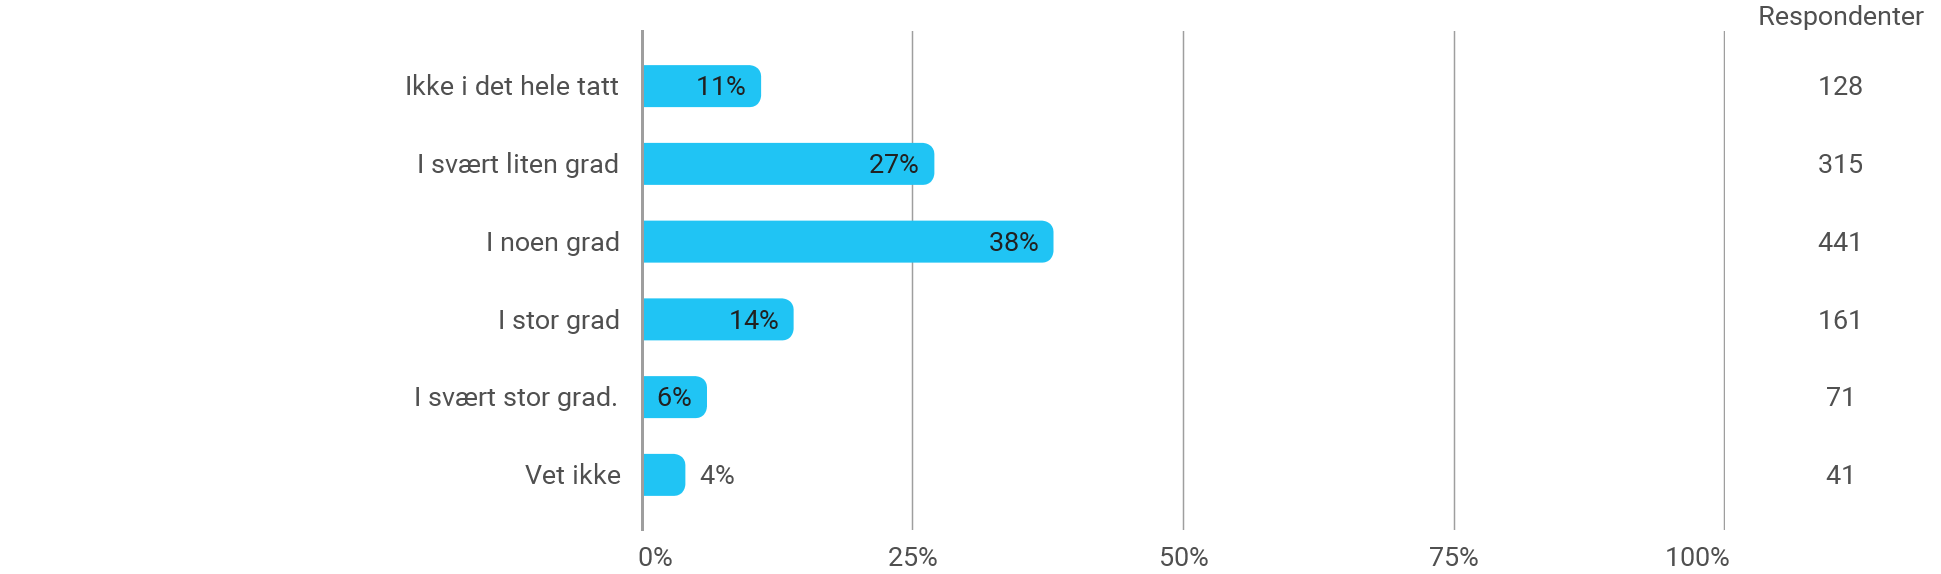 Respondenter
Ikke i det hele tatt 11% 128
I svært liten grad 27% 315
I noen grad 38% 441
I stor grad 14% 161
I svært stor grad. 6% 71
Vet ikke 4% 41
0% 25% 50% 75% 100%